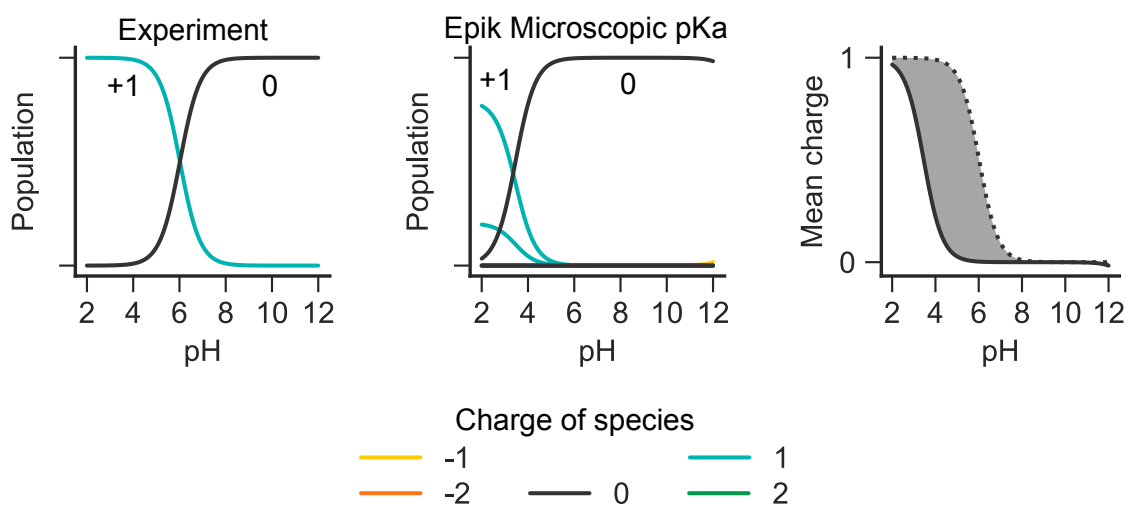 Experiment
Epik Microscopic pKa
+1
0
Population
2 4 6 8 10 12
pH
+1
0
Population
2 4 6 8 10 12
pH
1
0
Mean charge
2 4 6 8 10 12
pH
Charge of species
-1
1
-2
0
2